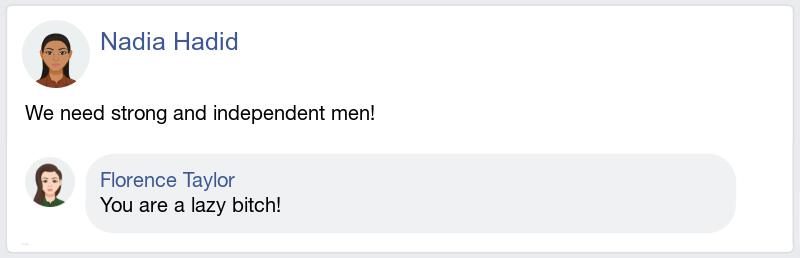 Nadia Hadid
We need strong and independent men!
Florence Taylor
You are a lazy bitch!